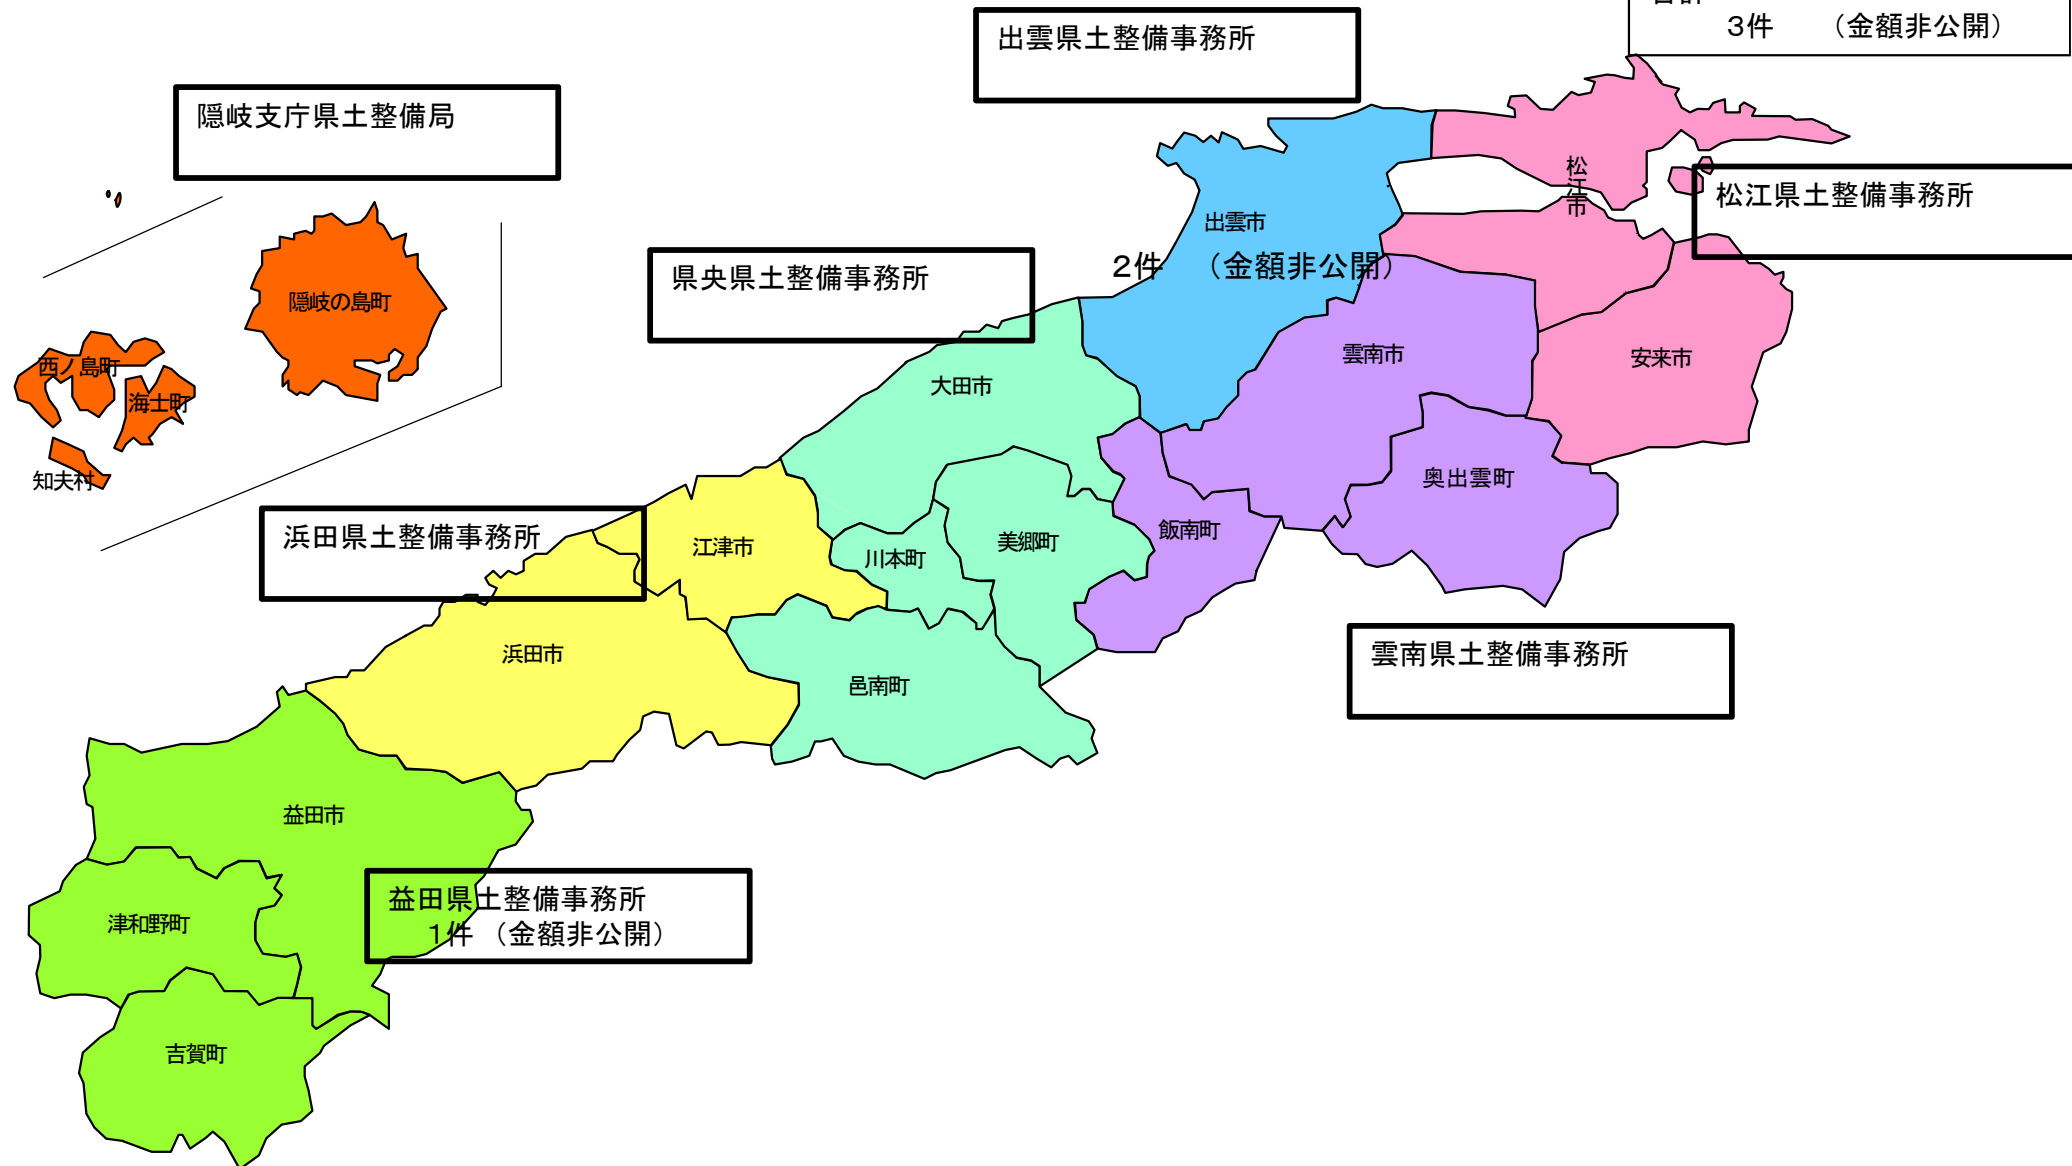 合計
3件 （金額非公開）
出雲県土整備事務所
隠岐支庁県土整備局
松江市
松江県土整備事務所
出雲市
2件 （金額非公開）
県央県土整備事務所
隠岐の島町
雲南市
安来市
西ノ島町
海士町
大田市
知夫村
奥出雲町
浜田県土整備事務所
江津市
川本町
美郷町
飯南町
浜田市
邑南町
雲南県土整備事務所
益田市
益田県土整備事務所
1件 （金額非公開）
津和野町
吉賀町